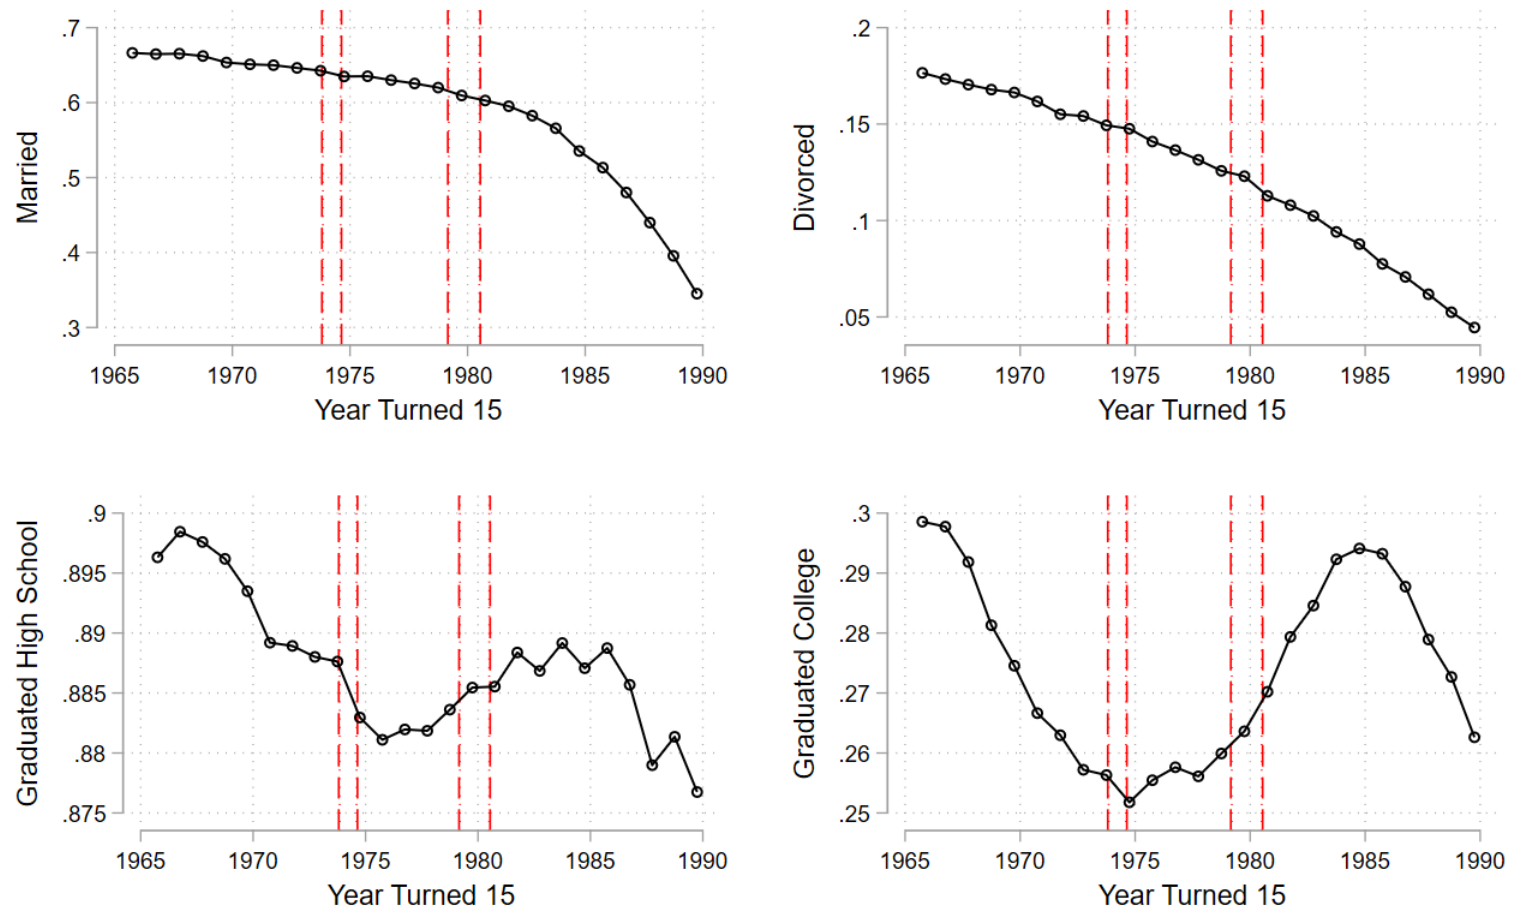 Married
.7
.6
.5
.4
.3
1965 1970 1975 1980 1985 1990
Year Turned 15
Divorced
.2
.15
.1
.05
1965 1970 1975 1980 1985 1990
Year Turned 15
Graduated High School
.9
.895
.89
.885
.88
.875
1965 1970 1975 1980 1985 1990
Year Turned 15
Graduated College
.3
.29
.28
.27
.26
.25
1965 1970 1975 1980 1985 1990
Year Turned 15